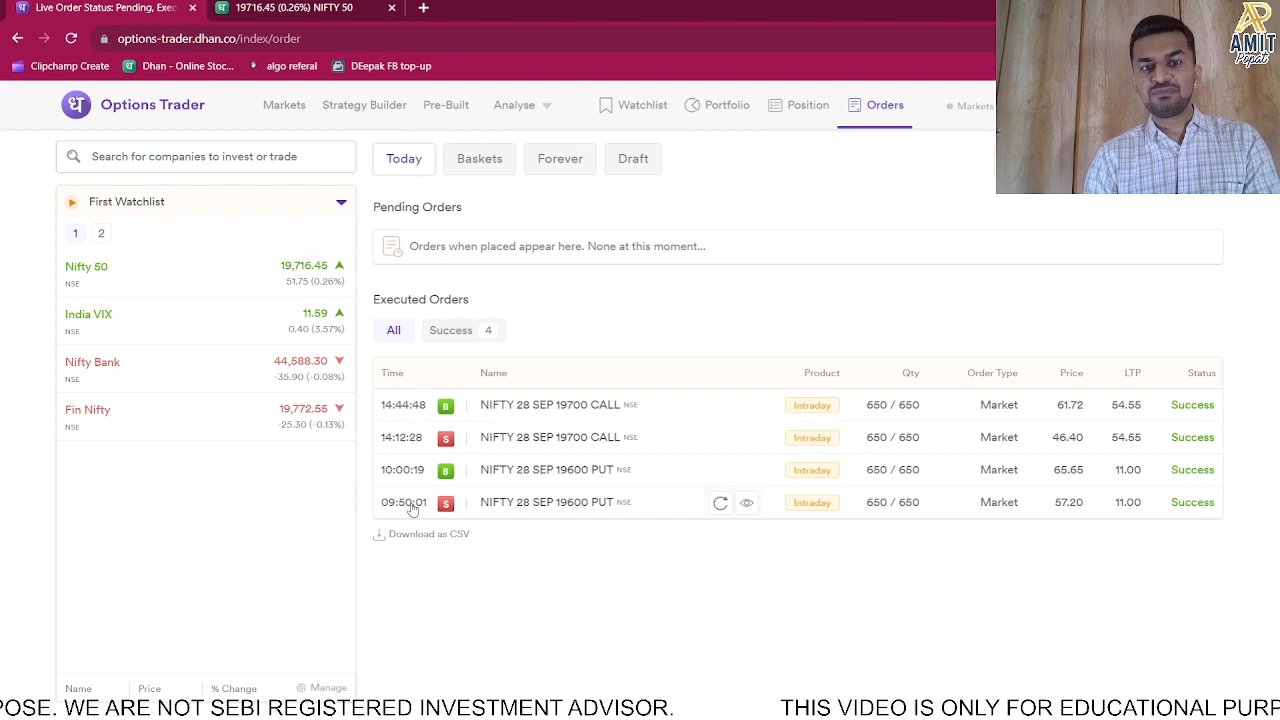 Live Order Status: Pending, Exec
19716.45 (0.26%) NIFTY 50
options-trader.dhan.co/index/order
Clipchamp Create
Dhan - Online Stoc...
algo referal
DEepak FB top-up
AP
AMIT
Popat
ध
Options Trader
Markets
Strategy Builder
Pre-Built
Analyse
Watchlist
Portfolio
Position
Orders
Markets
Search for companies to invest or trade
Today
Baskets
Forever
Draft
First Watchlist
1 2
Nifty 50 19,716.45
NSE 51.75 (0.26%)
India VIX 11.59
NSE 0.40 (3.57%)
Nifty Bank 44,588.30
NSE -35.90 (-0.08%)
Fin Nifty 19,772.55
NSE -25.30 (-0.13%)
Name Price % Change Manage
Pending Orders
Orders when placed appear here. None at this moment...
Executed Orders
All Success 4
Time Name Product Qty Order Type Price LTP Status
14:44:48 B NIFTY 28 SEP 19700 CALL NSE Intraday 650 / 650 Market 61.72 54.55 Success
14:12:28 S NIFTY 28 SEP 19700 CALL NSE Intraday 650 / 650 Market 46.40 54.55 Success
10:00:19 B NIFTY 28 SEP 19600 PUT NSE Intraday 650 / 650 Market 65.65 11.00 Success
09:50:01 S NIFTY 28 SEP 19600 PUT NSE Intraday 650 / 650 Market 57.20 11.00 Success
Download as CSV
POSE. WE ARE NOT SEBI REGISTERED INVESTMENT ADVISOR. THIS VIDEO IS ONLY FOR EDUCATIONAL PURP